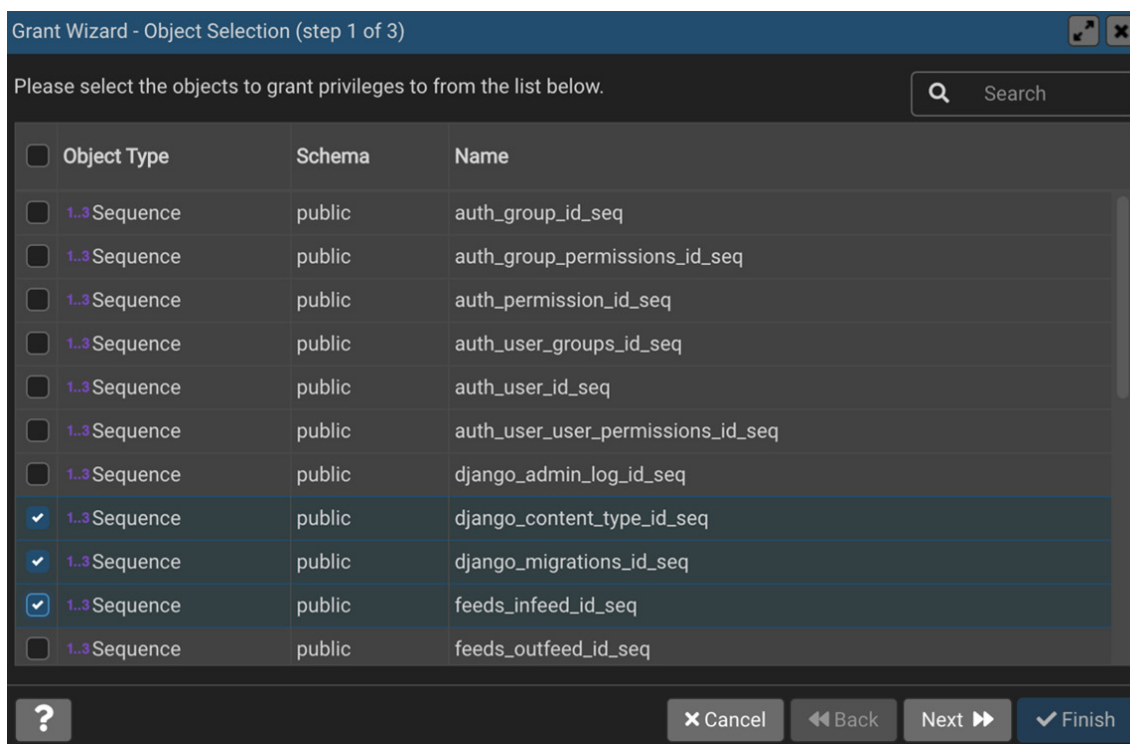 Grant Wizard - Object Selection (step 1 of 3)
Please select the objects to grant privileges to from the list below.
Search
Object Type Schema Name
1..3 Sequence public auth_group_id_seq
1..3 Sequence public auth_group_permissions_id_seq
1..3 Sequence public auth_permission_id_seq
1..3 Sequence public auth_user_groups_id_seq
1..3 Sequence public auth_user_id_seq
1..3 Sequence public auth_user_user_permissions_id_seq
1..3 Sequence public django_admin_log_id_seq
1..3 Sequence public django_content_type_id_seq
1..3 Sequence public django_migrations_id_seq
1..3 Sequence public feeds_infeed_id_seq
1..3 Sequence public feeds_outfeed_id_seq
? Cancel Back Next Finish